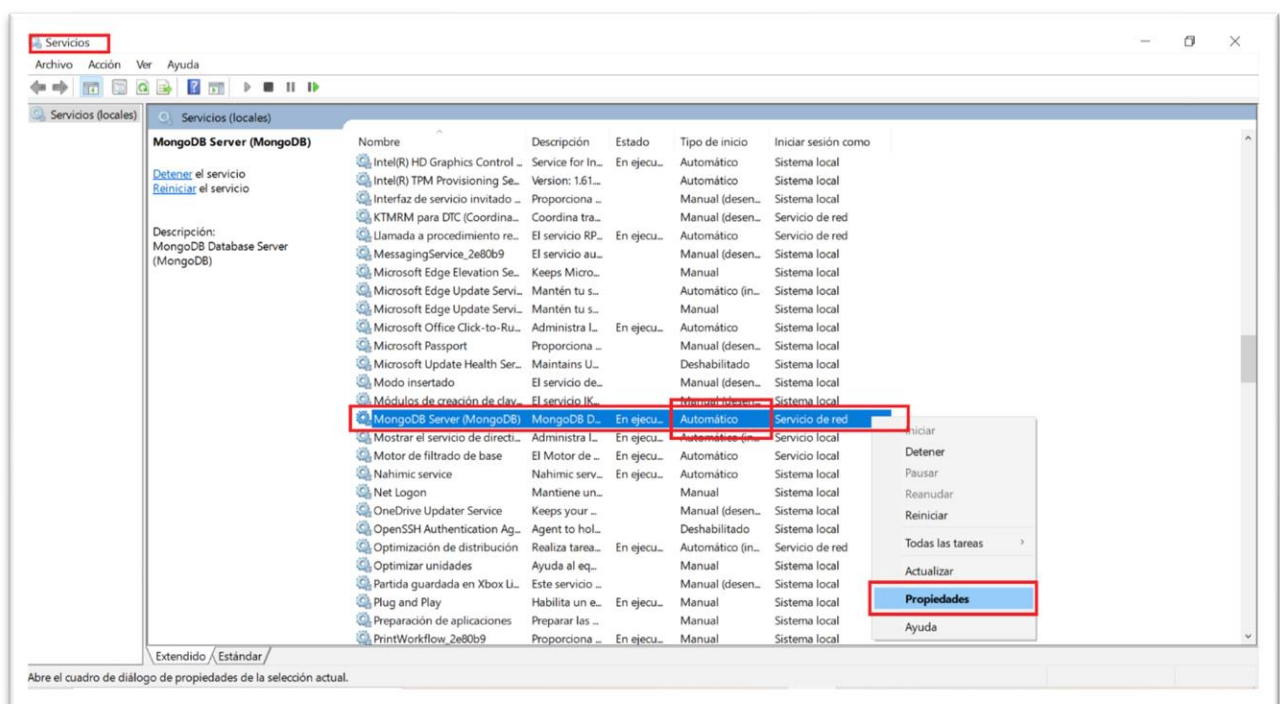 Servicios
Archivo Acción Ver Ayuda
Servicios (locales)
Servicios (locales)
MongoDB Server (MongoDB)
Detener el servicio
Reiniciar el servicio
Descripción:
MongoDB Database Server
(MongoDB)
Nombre Descripción Estado Tipo de inicio Iniciar sesión como
Intel(R) HD Graphics Control ... Service for In... En ejecu... Automático Sistema local
Intel(R) TPM Provisioning Se... Version: 1.61.... Automático Sistema local
Interfaz de servicio invitado ... Proporciona ... Manual (desen... Sistema local
KTMRM para DTC (Coordina... Coordina tra... Manual (desen... Servicio de red
Llamada a procedimiento re... El servicio RP... En ejecu... Automático Servicio de red
MessagingService_2e80b9 El servicio au... Manual (desen... Sistema local
Microsoft Edge Elevation Se... Keeps Micro... Manual Sistema local
Microsoft Edge Update Servi... Mantén tu s... Automático (in... Sistema local
Microsoft Edge Update Servi... Mantén tu s... Manual Sistema local
Microsoft Office Click-to-Ru... Administra l... En ejecu... Automático Sistema local
Microsoft Passport Proporciona ... Manual (desen... Sistema local
Microsoft Update Health Ser... Maintains U... Deshabilitado Sistema local
Modo insertado El servicio de... Manual (desen... Sistema local
Módulos de creación de clav... El servicio IK... Manual (desen... Sistema local
MongoDB Server (MongoDB) MongoDB D... En ejecu... Automático Servicio de red
Mostrar el servicio de directi... Administra l... En ejecu... Automático (in... Servicio local
Motor de filtrado de base El Motor de ... En ejecu... Automático Servicio local
Nahimic service Nahimic serv... En ejecu... Automático Sistema local
Net Logon Mantiene un... Manual Sistema local
OneDrive Updater Service Keeps your ... Manual (desen... Sistema local
OpenSSH Authentication Ag... Agent to hol... Deshabilitado Sistema local
Optimización de distribución Realiza tarea... En ejecu... Automático (in... Servicio de red
Optimizar unidades Ayuda al eq... Manual Sistema local
Partida guardada en Xbox Li... Este servicio ... Manual (desen... Sistema local
Plug and Play Habilita un e... En ejecu... Manual Sistema local
Preparación de aplicaciones Preparar las ... Manual Sistema local
PrintWorkflow_2e80b9 Proporciona ... En ejecu... Manual Sistema local
Iniciar
Detener
Pausar
Reanudar
Reiniciar
Todas las tareas
Actualizar
Propiedades
Ayuda
Extendido Estándar
Abre el cuadro de diálogo de propiedades de la selección actual.